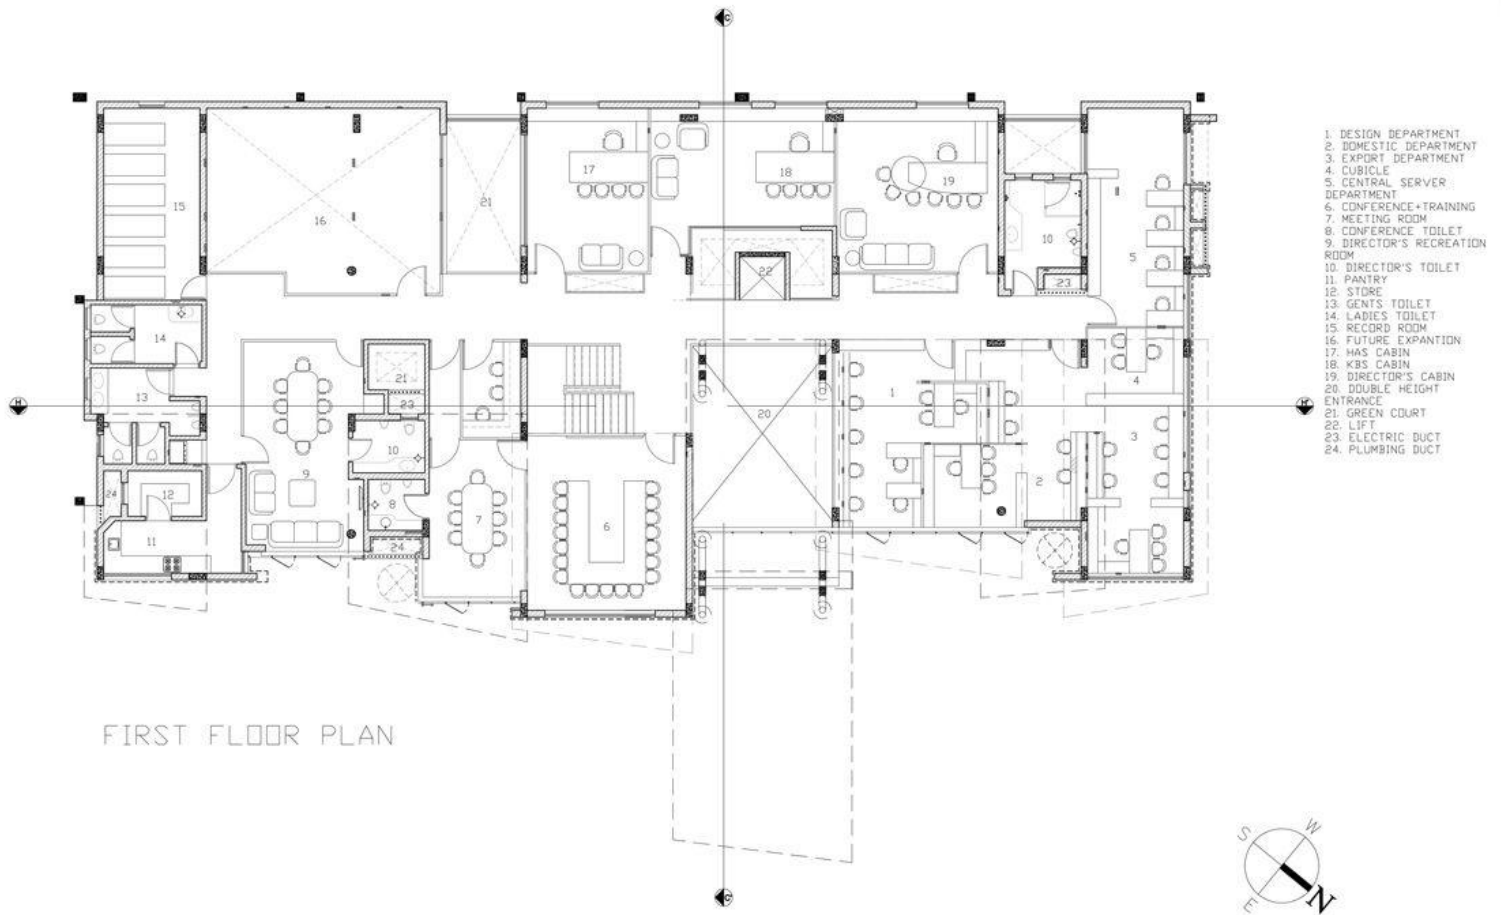 C
1. DESIGN DEPARTMENT
2. DOMESTIC DEPARTMENT
3. EXPORT DEPARTMENT
4. CUBICLE
5. CENTRAL SERVER
DEPARTMENT
6. CONFERENCE+TRAINING
7. MEETING ROOM
8. CONFERENCE TOILET
9. DIRECTOR'S RECREATION
ROOM
10. DIRECTOR'S TOILET
11. PANTRY
12. STORE
13. GENTS TOILET
14. LADIES TOILET
15. RECORD ROOM
16. FUTURE EXPANTION
17. HAS CABIN
18. KBS CABIN
19. DIRECTOR'S CABIN
20. DOUBLE HEIGHT
ENTRANCE
21. GREEN COURT
22. LIFT
23. ELECTRIC DUCT
24. PLUMBING DUCT
17
18
19
15
21
16
10
5
22
23
14
21
4
13
23
1
20
3
10
9
12
24
8
7
6
2
11
24
H
H'
FIRST FLOOR PLAN
C'
S
W
E
N